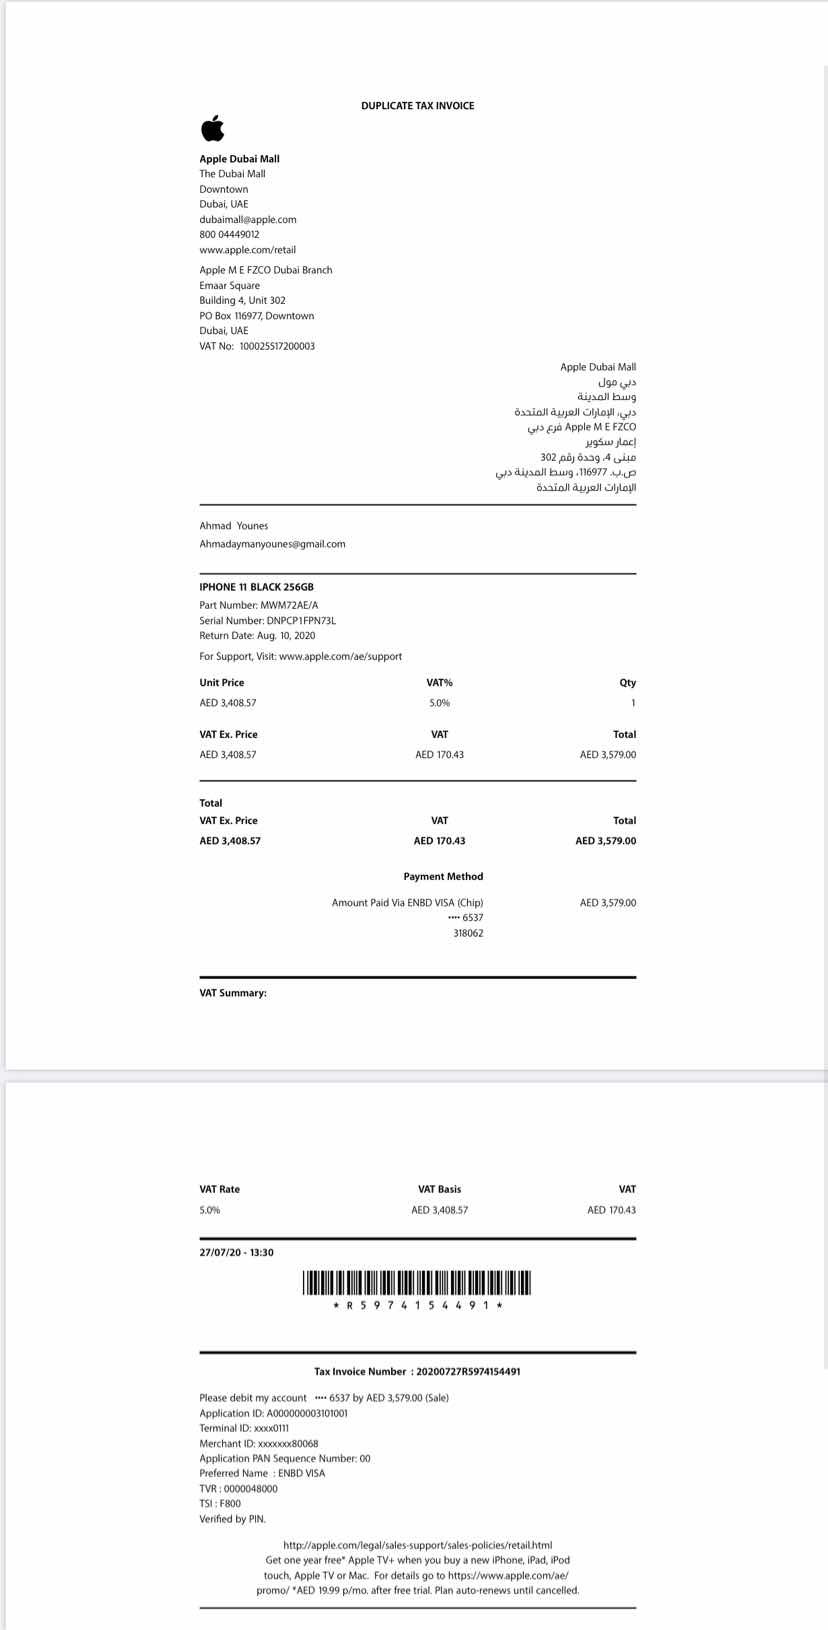 DUPLICATE TAX INVOICE
Apple Dubai Mall
The Dubai Mall
Downtown
Dubai, UAE
dubaimall@apple.com
800 04449012
www.apple.com/retail
Apple M E FZCO Dubai Branch
Emaar Square
Building 4, Unit 302
PO Box 116977, Downtown
Dubai, UAE
VAT No: 100025517200003
Apple Dubai Mall
دبي مول
وسط المدينة
دبي، الإمارات العربية المتحدة
Apple M E FZCO فرع دبي
إعمار سكوير
مبنى 4، وحدة رقم 302
ص.ب. 116977، وسط المدينة دبي
الإمارات العربية المتحدة
Ahmad Younes
Ahmadaymanyounes@gmail.com
IPHONE 11 BLACK 256GB
Part Number: MWM72AE/A
Serial Number: DNPCP1FPN73L
Return Date: Aug. 10, 2020
For Support, Visit: www.apple.com/ae/support
Unit Price VAT% Qty
AED 3,408.57 5.0% 1
VAT Ex. Price VAT Total
AED 3,408.57 AED 170.43 AED 3,579.00
Total
VAT Ex. Price VAT Total
AED 3,408.57 AED 170.43 AED 3,579.00
Payment Method
Amount Paid Via ENBD VISA (Chip) AED 3,579.00
•••• 6537
318062
VAT Summary:
VAT Rate VAT Basis VAT
5.0% AED 3,408.57 AED 170.43
27/07/20 - 13:30
* R 5 9 7 4 1 5 4 4 9 1 *
Tax Invoice Number : 20200727R5974154491
Please debit my account •••• 6537 by AED 3,579.00 (Sale)
Application ID: A000000003101001
Terminal ID: xxxx0111
Merchant ID: xxxxxxx80068
Application PAN Sequence Number: 00
Preferred Name : ENBD VISA
TVR : 0000048000
TSI : F800
Verified by PIN.
http://apple.com/legal/sales-support/sales-policies/retail.html
Get one year free* Apple TV+ when you buy a new iPhone, iPad, iPod
touch, Apple TV or Mac. For details go to https://www.apple.com/ae/
promo/ *AED 19.99 p/mo. after free trial. Plan auto-renews until cancelled.